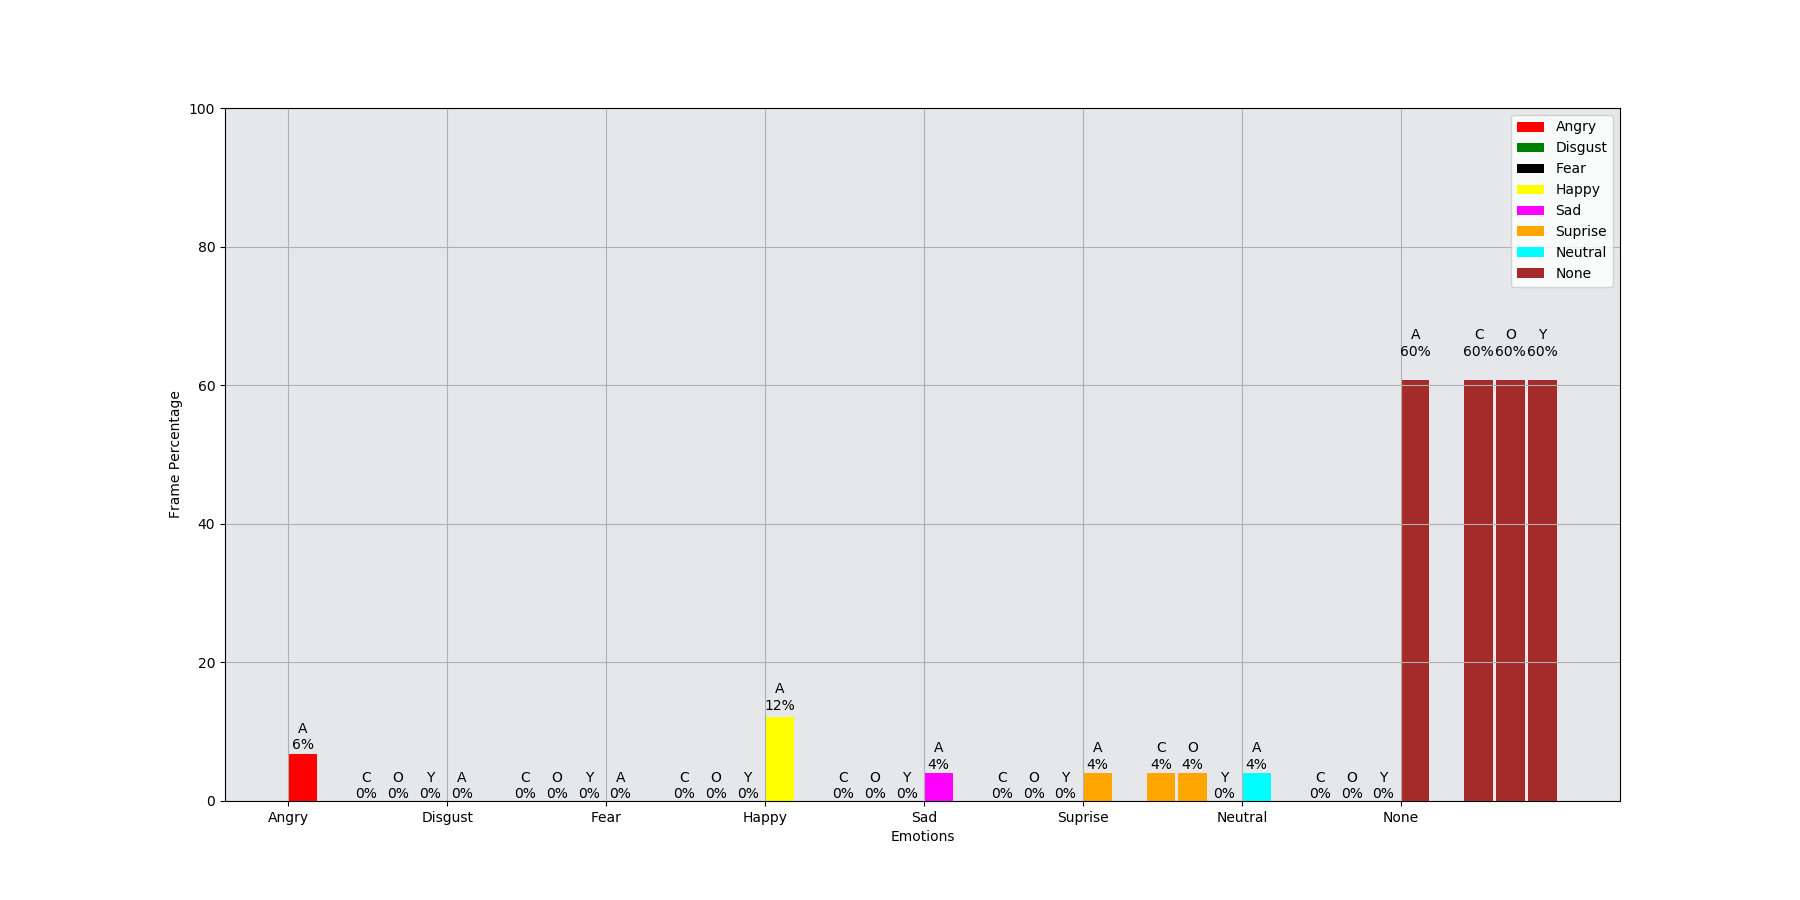 100
80
60
40
20
0
Frame Percentage
Angry
Disgust
Fear
Happy
Sad
Suprise
Neutral
None
A C O Y
60% 60% 60% 60%
A
12%
A
6%
A A C O A
4% 4% 4% 4% 4%
C O Y A C O Y A C O Y C O Y C O Y Y C O Y
0% 0% 0% 0% 0% 0% 0% 0% 0% 0% 0% 0% 0% 0% 0% 0% 0% 0% 0% 0% 0%
Angry Disgust Fear Happy Sad Suprise Neutral None
Emotions